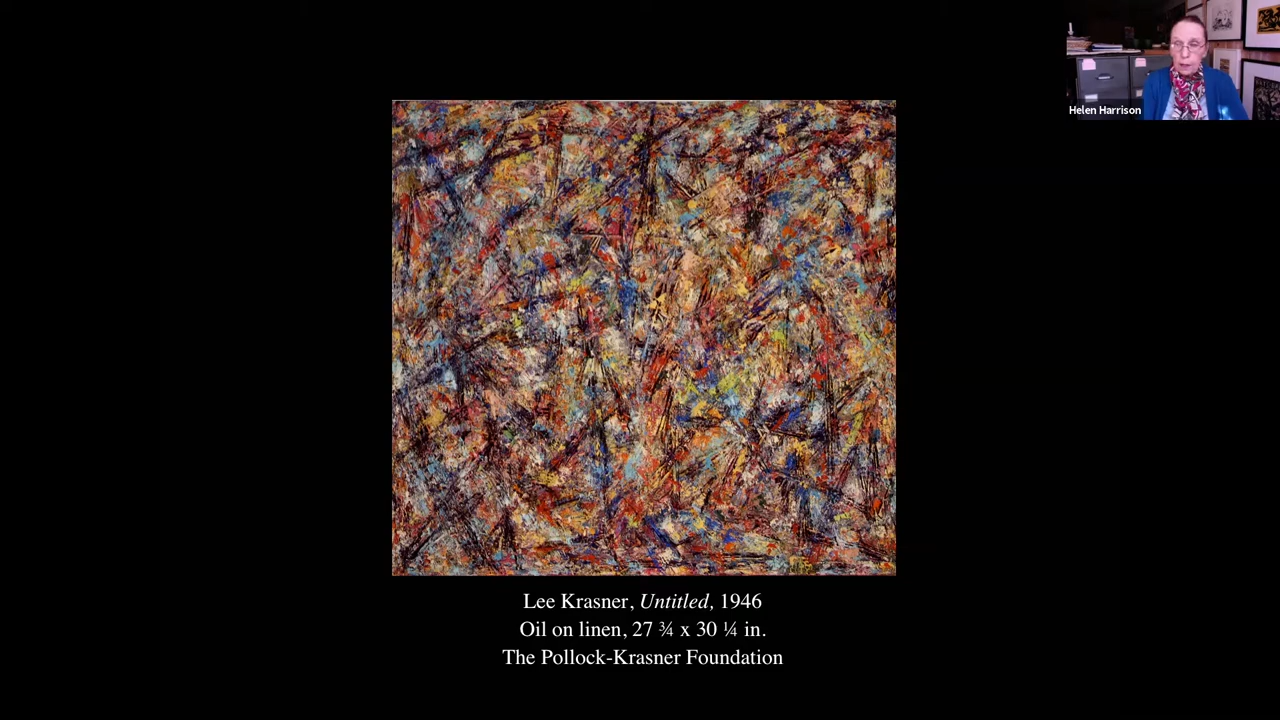 Helen Harrison
Lee Krasner, Untitled, 1946
Oil on linen, 27 ¾ x 30 ¼ in.
The Pollock-Krasner Foundation